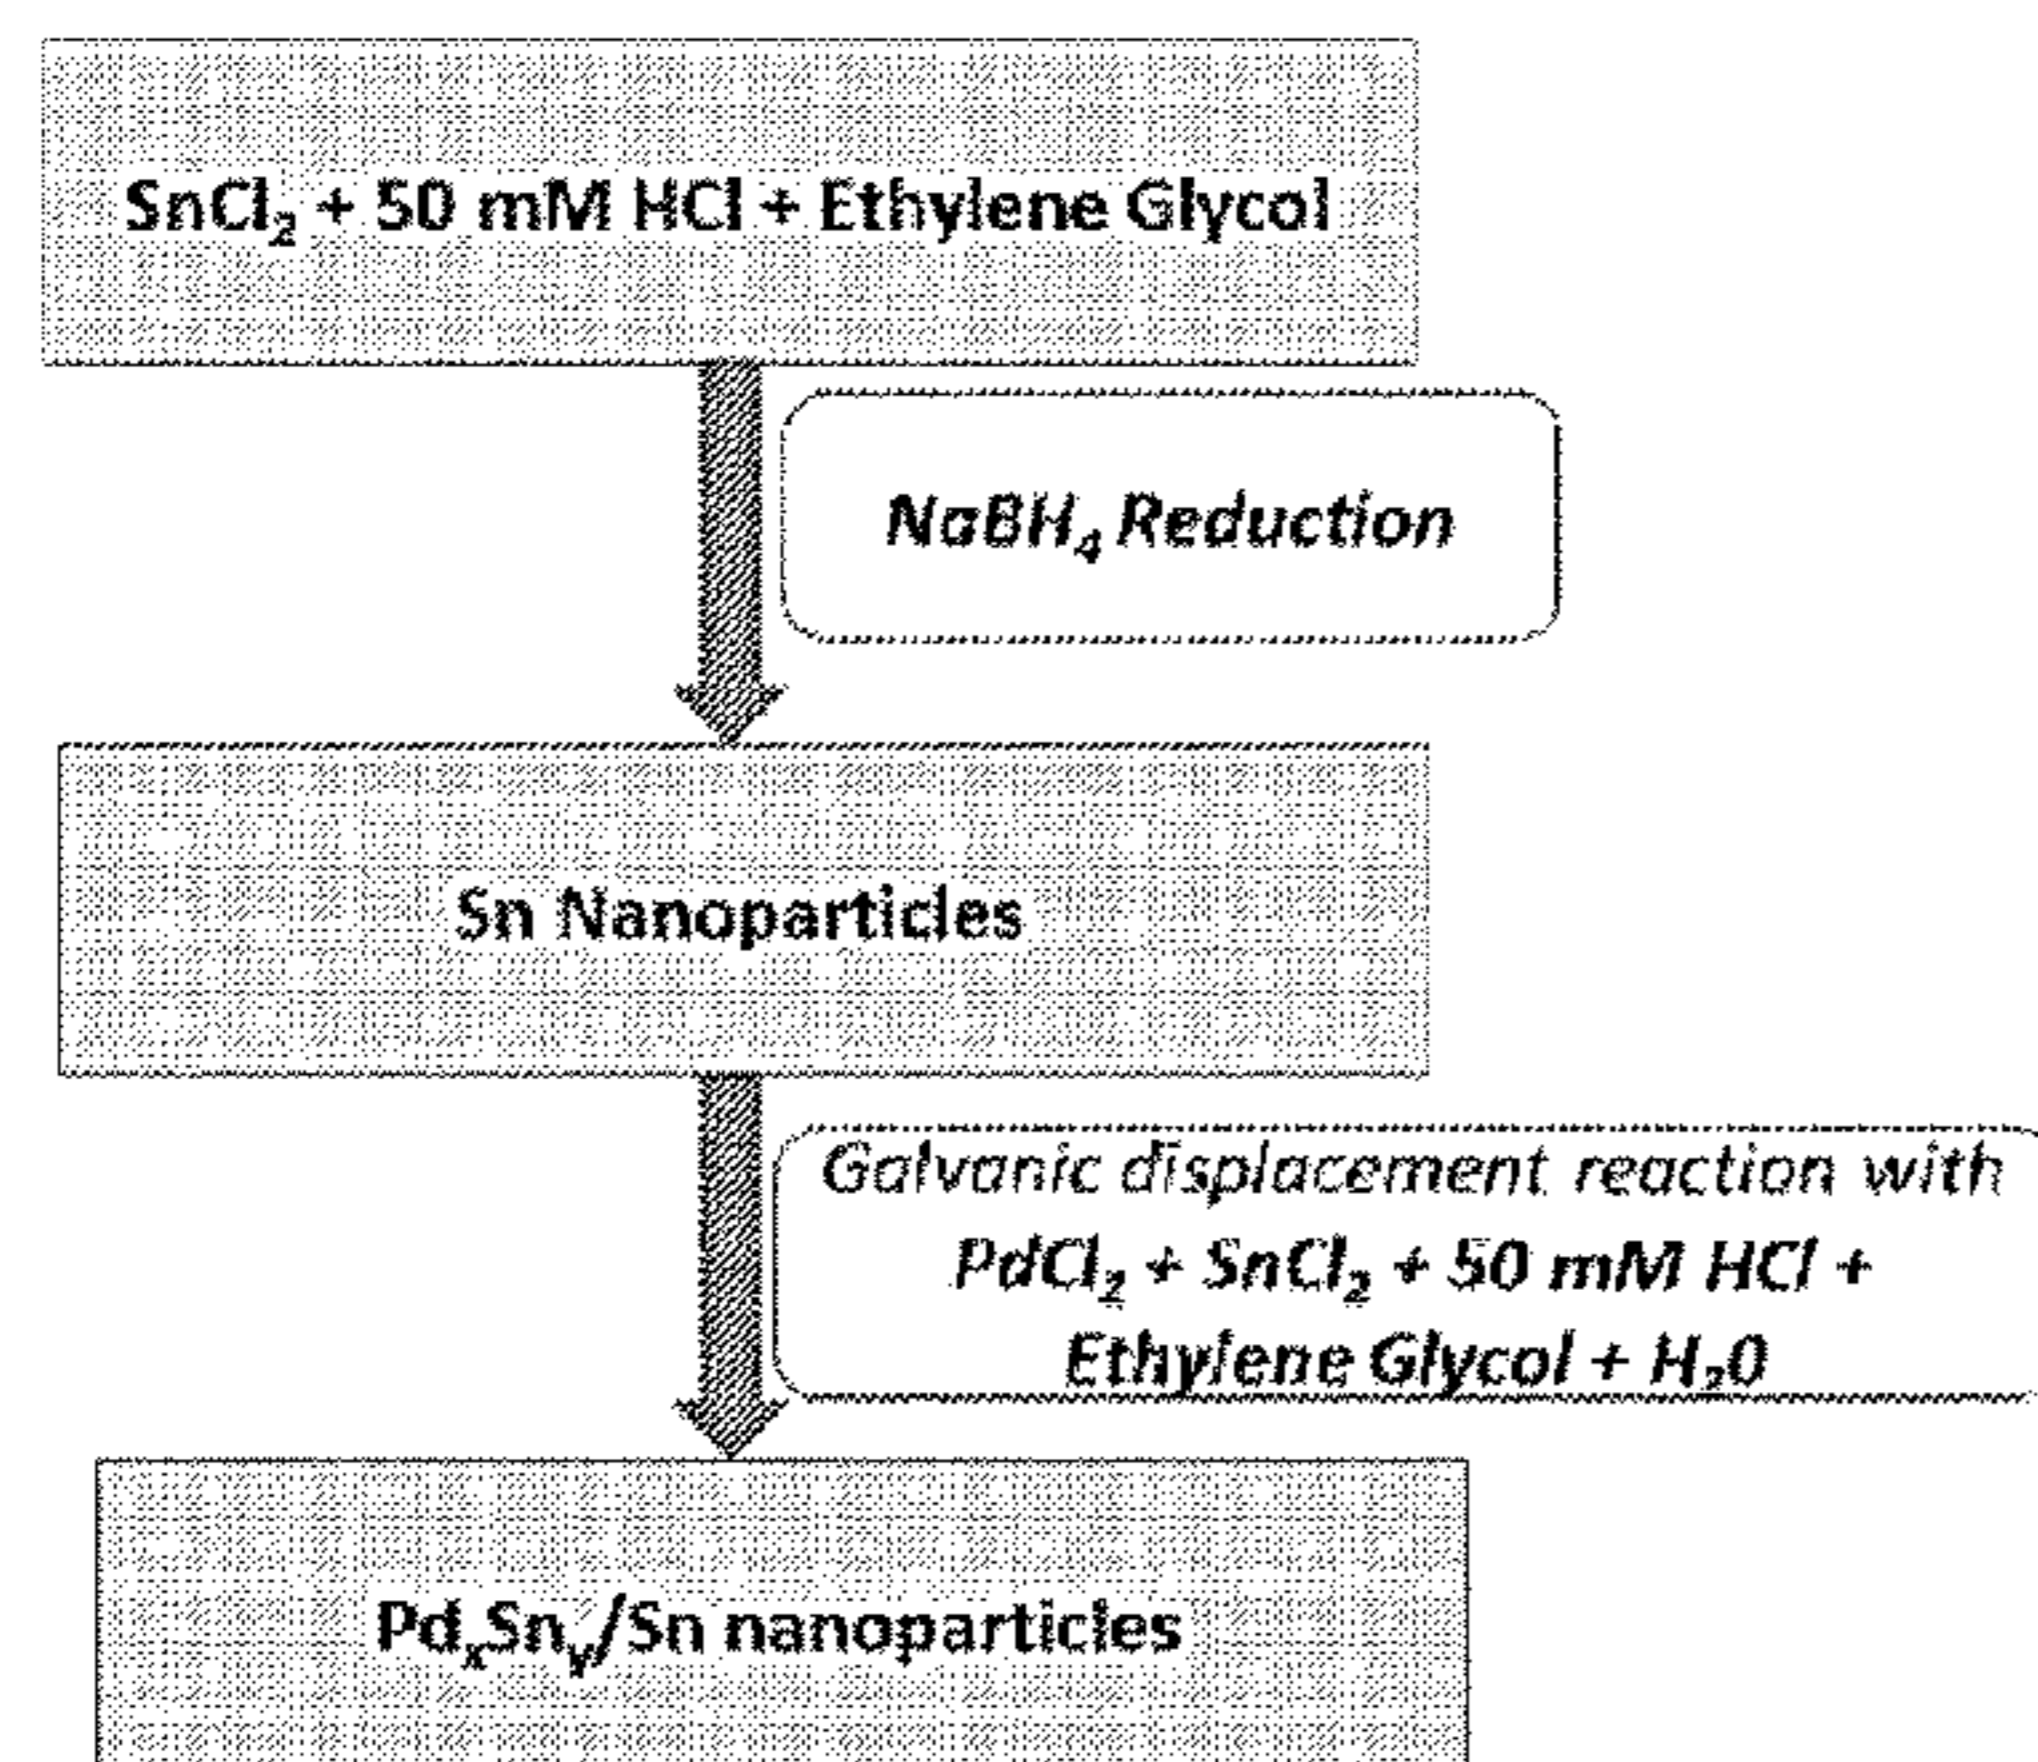 SnCl₂ + 50 mM HCl + Ethylene Glycol
NaBH₄ Reduction
Sn Nanoparticles
Galvanic displacement reaction with
PdCl₂ + SnCl₂ + 50 mM HCl +
Ethylene Glycol + H₂0
PdₓSnᵧ/Sn nanoparticles